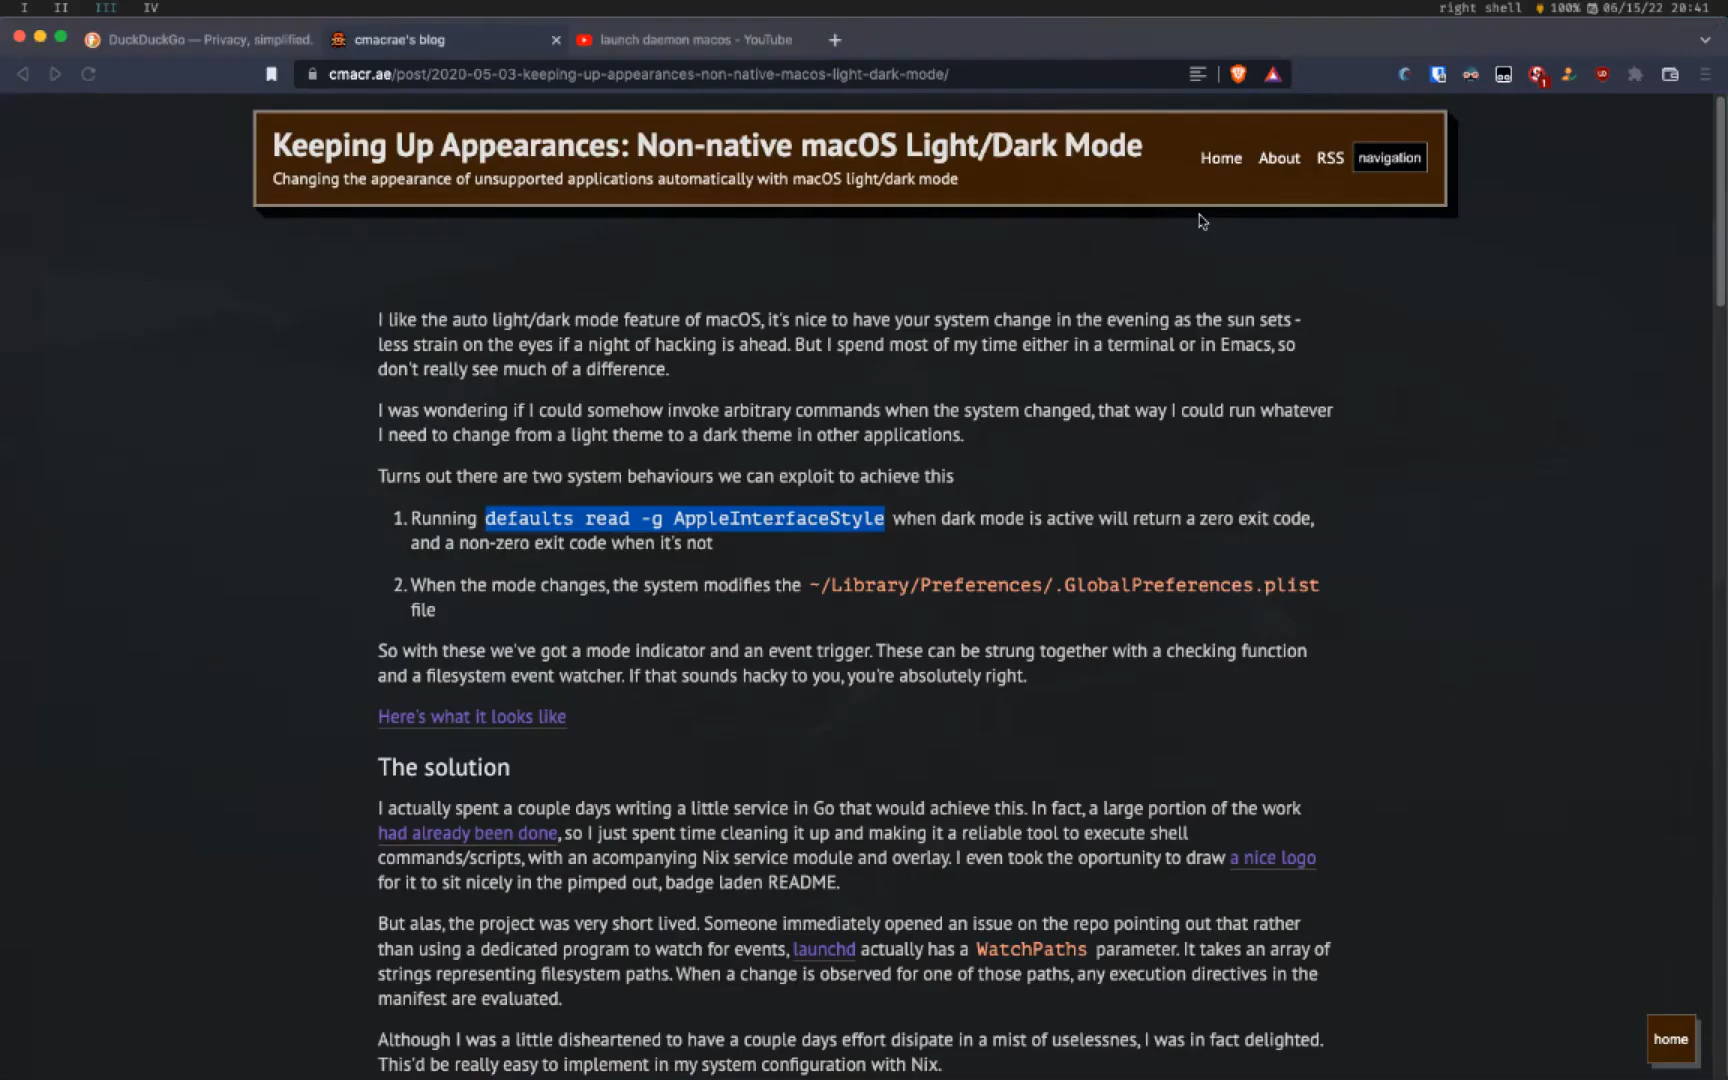 I II III IV right shell 100% 06/15/22 20:41
DuckDuckGo — Privacy, simplified. cmacrae's blog launch daemon macos - YouTube
cmacr.ae/post/2020-05-03-keeping-up-appearances-non-native-macos-light-dark-mode/
Keeping Up Appearances: Non-native macOS Light/Dark Mode
Changing the appearance of unsupported applications automatically with macOS light/dark mode
Home About RSS navigation
I like the auto light/dark mode feature of macOS, it's nice to have your system change in the evening as the sun sets -
less strain on the eyes if a night of hacking is ahead. But I spend most of my time either in a terminal or in Emacs, so
don't really see much of a difference.
I was wondering if I could somehow invoke arbitrary commands when the system changed, that way I could run whatever
I need to change from a light theme to a dark theme in other applications.
Turns out there are two system behaviours we can exploit to achieve this
1. Running defaults read -g AppleInterfaceStyle when dark mode is active will return a zero exit code,
and a non-zero exit code when it's not
2. When the mode changes, the system modifies the ~/Library/Preferences/.GlobalPreferences.plist
file
So with these we've got a mode indicator and an event trigger. These can be strung together with a checking function
and a filesystem event watcher. If that sounds hacky to you, you're absolutely right.
Here's what it looks like
The solution
I actually spent a couple days writing a little service in Go that would achieve this. In fact, a large portion of the work
had already been done, so I just spent time cleaning it up and making it a reliable tool to execute shell
commands/scripts, with an acompanying Nix service module and overlay. I even took the oportunity to draw a nice logo
for it to sit nicely in the pimped out, badge laden README.
But alas, the project was very short lived. Someone immediately opened an issue on the repo pointing out that rather
than using a dedicated program to watch for events, launchd actually has a WatchPaths parameter. It takes an array of
strings representing filesystem paths. When a change is observed for one of those paths, any execution directives in the
manifest are evaluated.
Although I was a little disheartened to have a couple days effort disipate in a mist of uselessnes, I was in fact delighted.
This'd be really easy to implement in my system configuration with Nix.
home